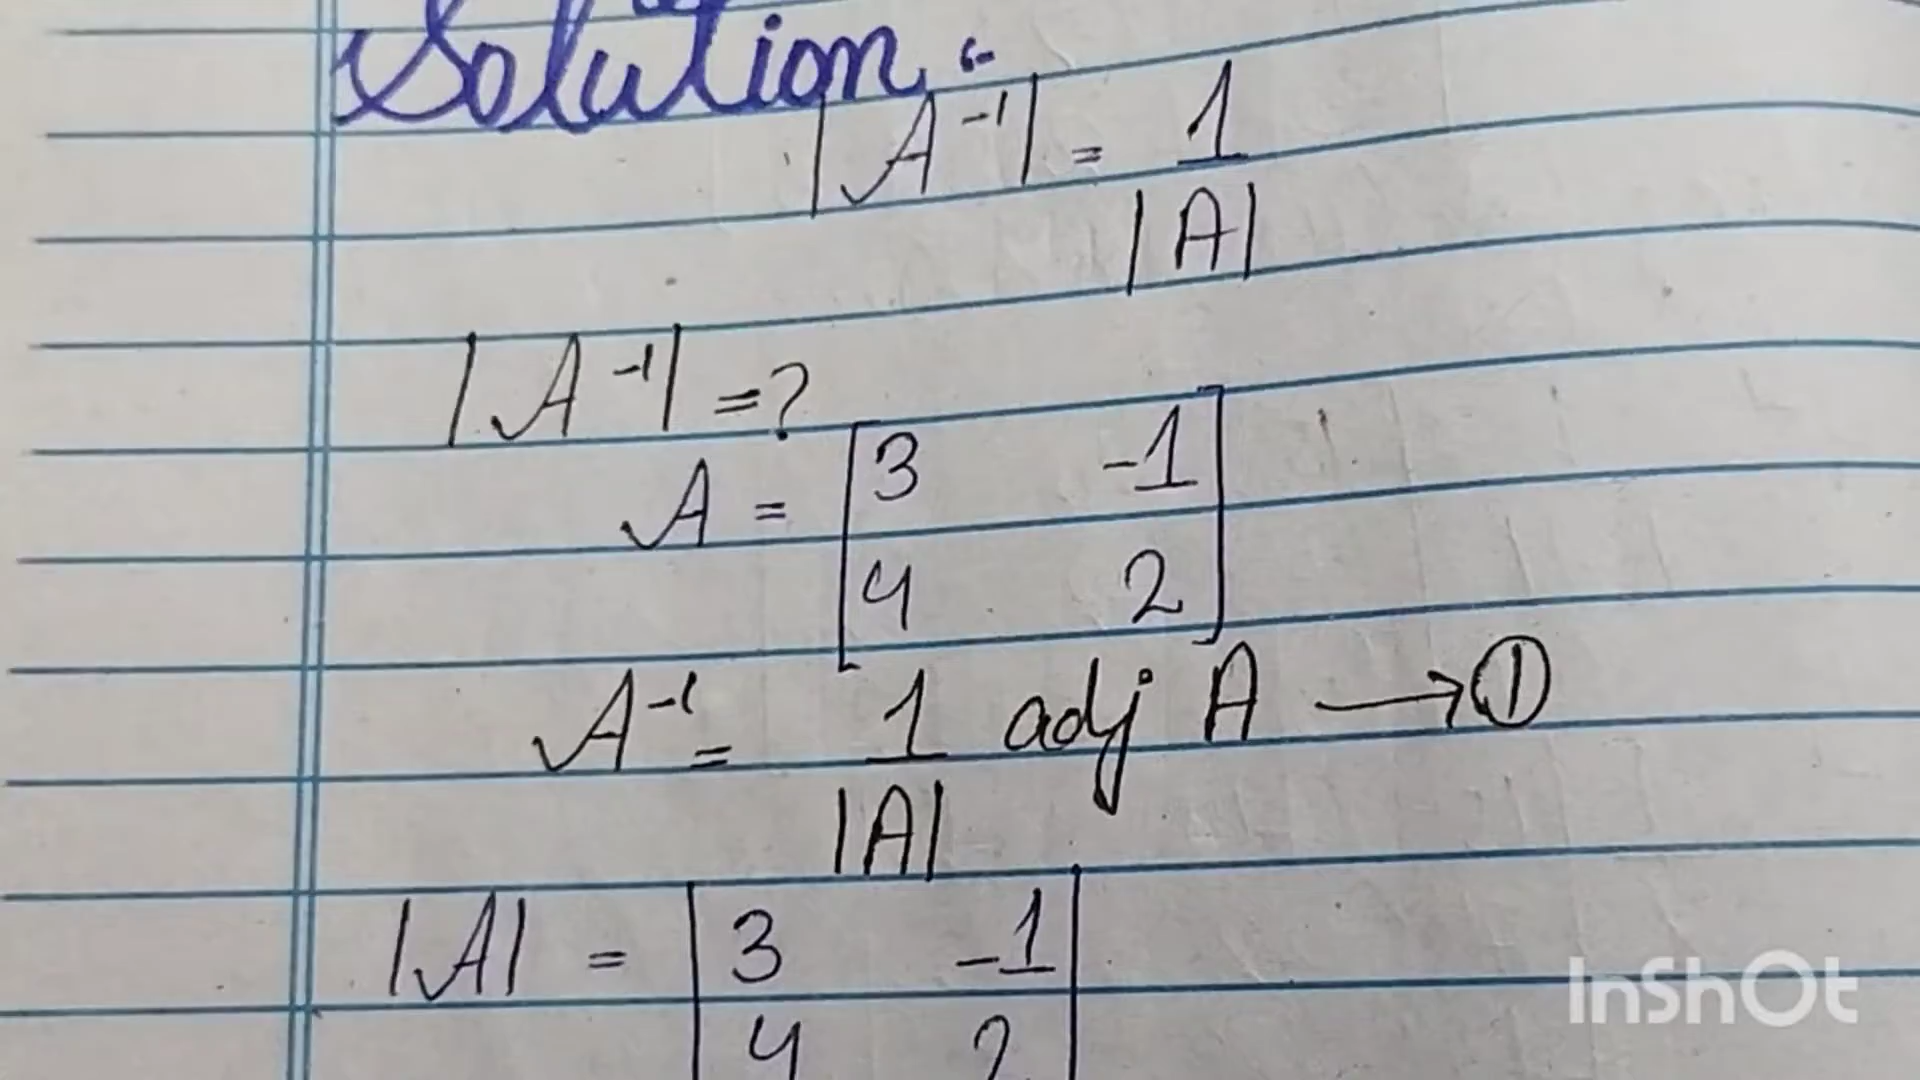 Solution :-
|A⁻¹| = 1/|A|
|A⁻¹| = ?
A = [3 -1
4 2]
A⁻¹ = 1/|A| adj A → ①
|A| = |3 -1|
|4 2|
InShOt